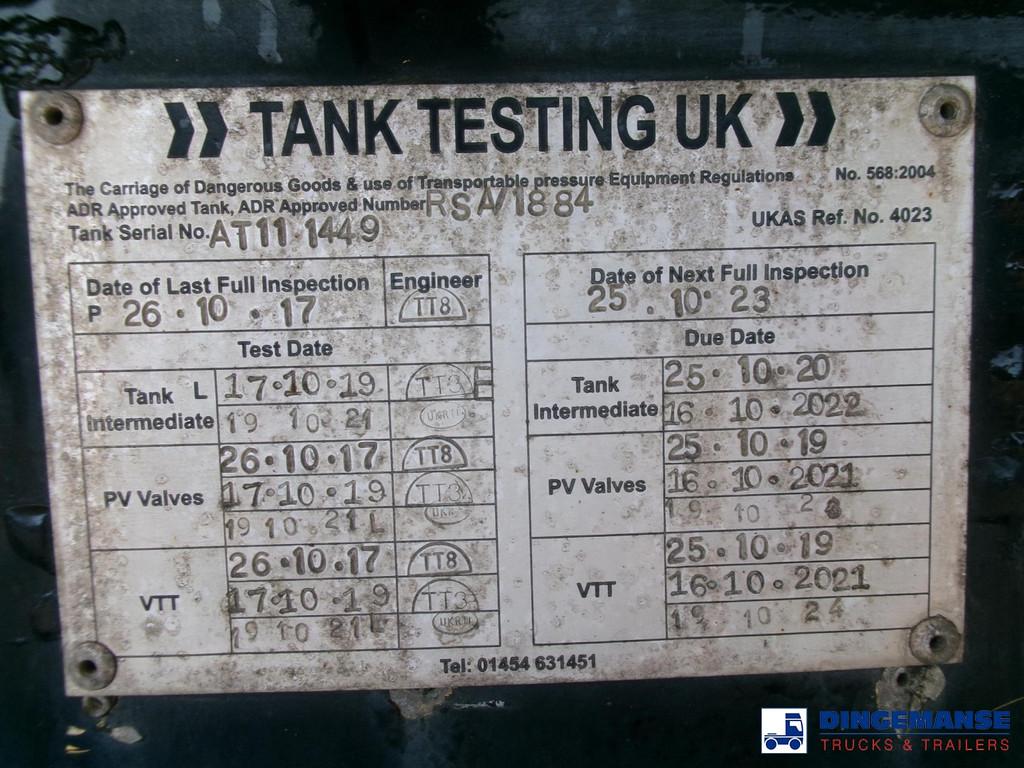 TANK TESTING UK
The Carriage of Dangerous Goods & use of Transportable pressure Equipment Regulations No. 568:2004
ADR Approved Tank, ADR Approved Number RSA/1884
UKAS Ref. No. 4023
Tank Serial No. AT11 1449
Date of Last Full Inspection Engineer
P 26.10.17 TT8
Test Date
Tank Intermediate
L 17.10.19 TT3 E
19 10 21
PV Valves
26.10.17 TT8
17.10.19 TT3
19 10 21 L
VTT
26.10.17 TT8
17.10.19 TT3
19 10 21 L UKRTI
Date of Next Full Inspection
25.10.23
Due Date
Tank Intermediate
25.10.20
16.10.2022
PV Valves
25.10.19
16.10.2021
19 10
VTT
25.10.19
16.10.2021
19 10 24
Tel: 01454 631451
DINGEMANSE
TRUCKS & TRAILERS